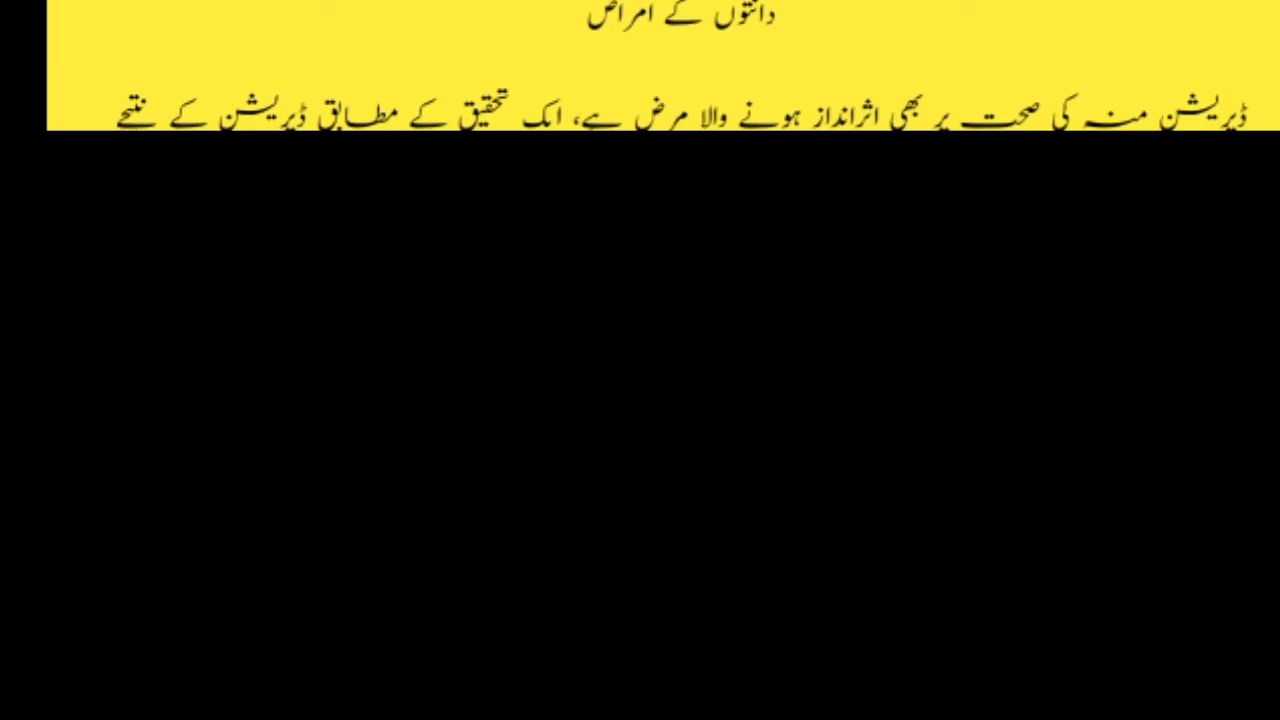 دانتوں کے امراض
ڈپریشن منہ کی صحت پر بھی اثرانداز ہونے والا مرض ہے، ایک تحقیق کے مطابق ڈپریشن کے نتیجے